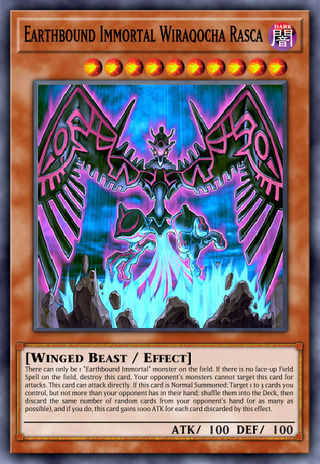 Earthbound Immortal Wiraqocha Rasca
DARK
闇
[Winged Beast / Effect]
There can only be 1 "Earthbound Immortal" monster on the field. If there is no face-up Field
Spell on the field, destroy this card. Your opponent's monsters cannot target this card for
attacks. This card can attack directly. If this card is Normal Summoned: Target 1 to 3 cards you
control, but not more than your opponent has in their hand; shuffle them into the Deck, then
discard the same number of random cards from your opponent's hand (or as many as
possible), and if you do, this card gains 1000 ATK for each card discarded by this effect.
ATK/ 100 DEF/ 100